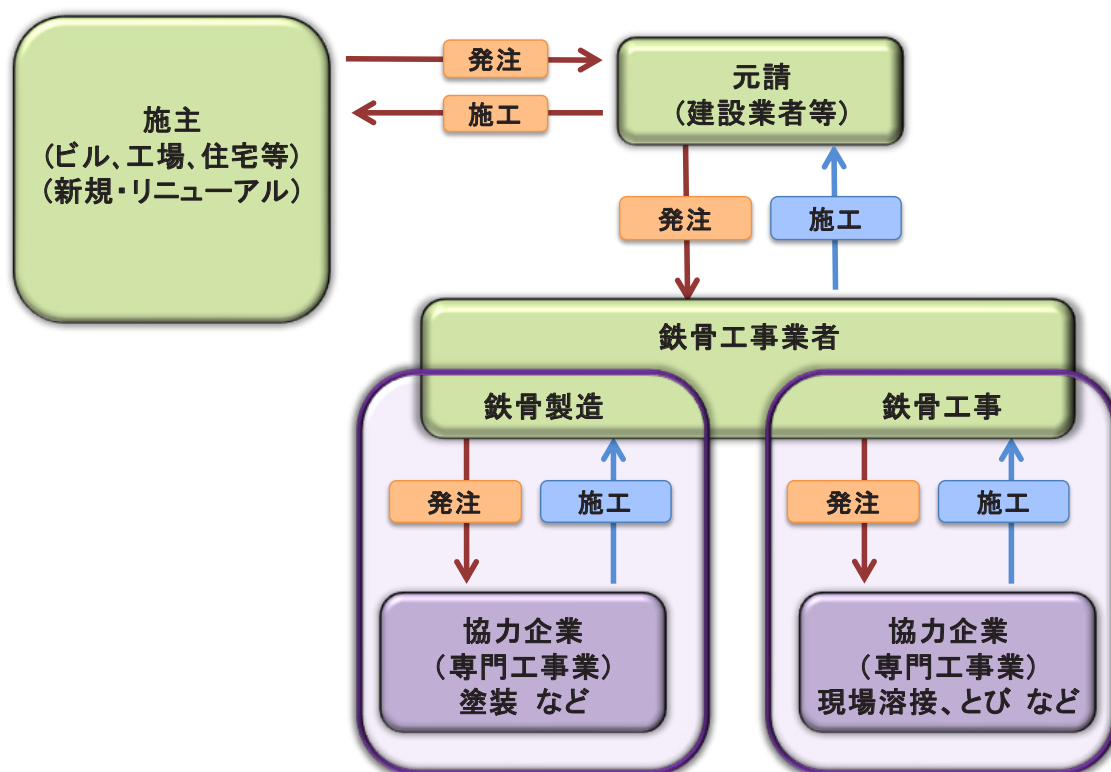 施主
(ビル、工場、住宅等)
(新規・リニューアル)
発注
施工
元請
(建設業者等)
発注
施工
鉄骨工事業者
鉄骨製造
鉄骨工事
発注
施工
発注
施工
協力企業
(専門工事業)
塗装 など
協力企業
(専門工事業)
現場溶接、とび など